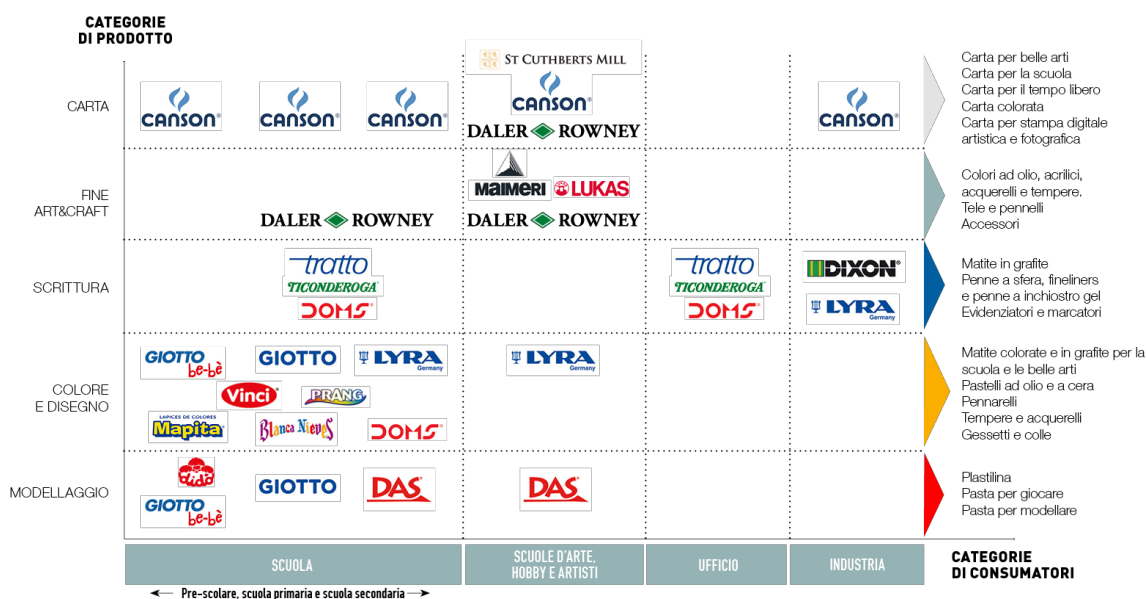 CATEGORIE
DI PRODOTTO
CARTA
CANSON®
CANSON®
CANSON®
ST CUTHBERTS MILL
CANSON®
DALER ROWNEY
CANSON®
Carta per belle arti
Carta per la scuola
Carta per il tempo libero
Carta colorata
Carta per stampa digitale
artistica e fotografica
FINE
ART&CRAFT
DALER ROWNEY
MAIMERI
LUKAS
DALER ROWNEY
Colori ad olio, acrilici,
acquerelli e tempere.
Tele e pennelli
Accessori
SCRITTURA
tratto
TICONDEROGA®
DOMS®
tratto
TICONDEROGA®
DOMS®
DIXON®
LYRA
Germany
Matite in grafite
Penne a sfera, fineliners
e penne a inchiostro gel
Evidenziatori e marcatori
COLORE
E DISEGNO
GIOTTO
be-bè
GIOTTO
LYRA
Germany
Vinci
PRANG
LAPICES DE COLORES
Mapita
Blanca Nieves
DOMS®
LYRA
Germany
Matite colorate e in grafite per la
scuola e le belle arti
Pastelli ad olio e a cera
Pennarelli
Tempere e acquerelli
Gessetti e colle
MODELLAGGIO
GIOTTO
be-bè
GIOTTO
DAS
DAS
Plastilina
Pasta per giocare
Pasta per modellare
SCUOLA
SCUOLE D'ARTE,
HOBBY E ARTISTI
UFFICIO
INDUSTRIA
CATEGORIE
DI CONSUMATORI
Pre-scolare, scuola primaria e scuola secondaria